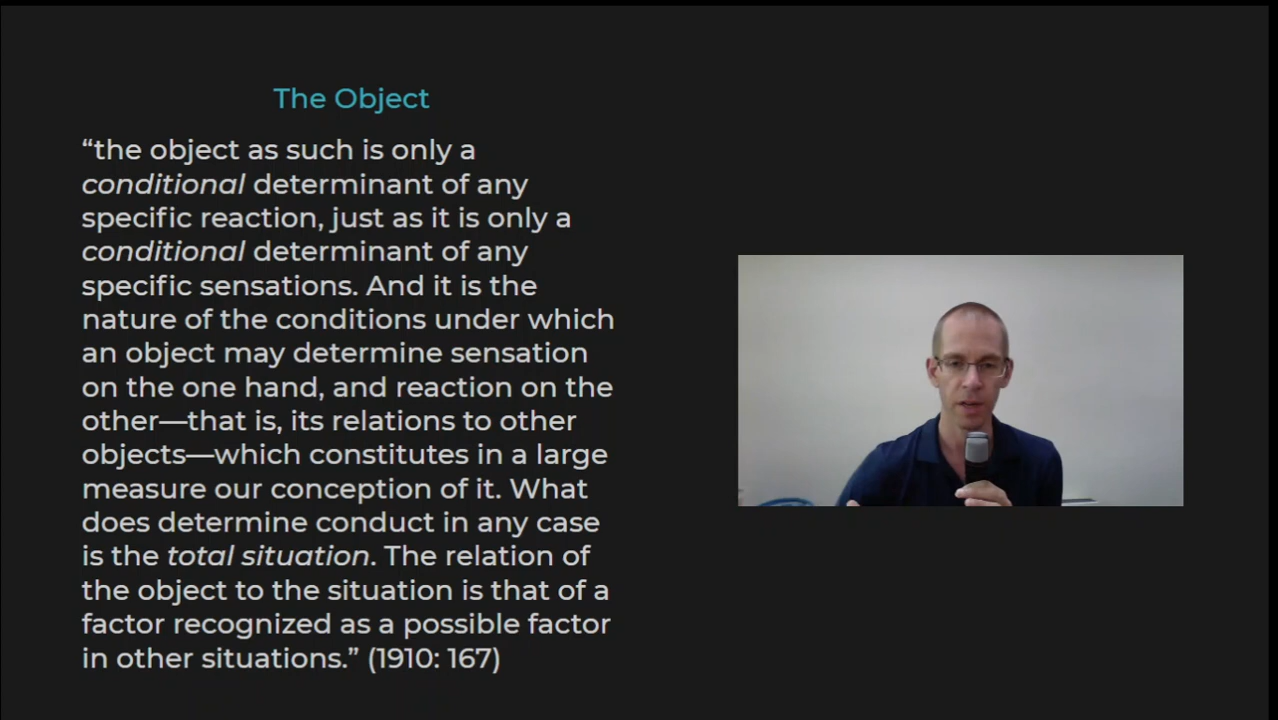 The Object
“the object as such is only a
conditional determinant of any
specific reaction, just as it is only a
conditional determinant of any
specific sensations. And it is the
nature of the conditions under which
an object may determine sensation
on the one hand, and reaction on the
other—that is, its relations to other
objects—which constitutes in a large
measure our conception of it. What
does determine conduct in any case
is the total situation. The relation of
the object to the situation is that of a
factor recognized as a possible factor
in other situations.” (1910: 167)